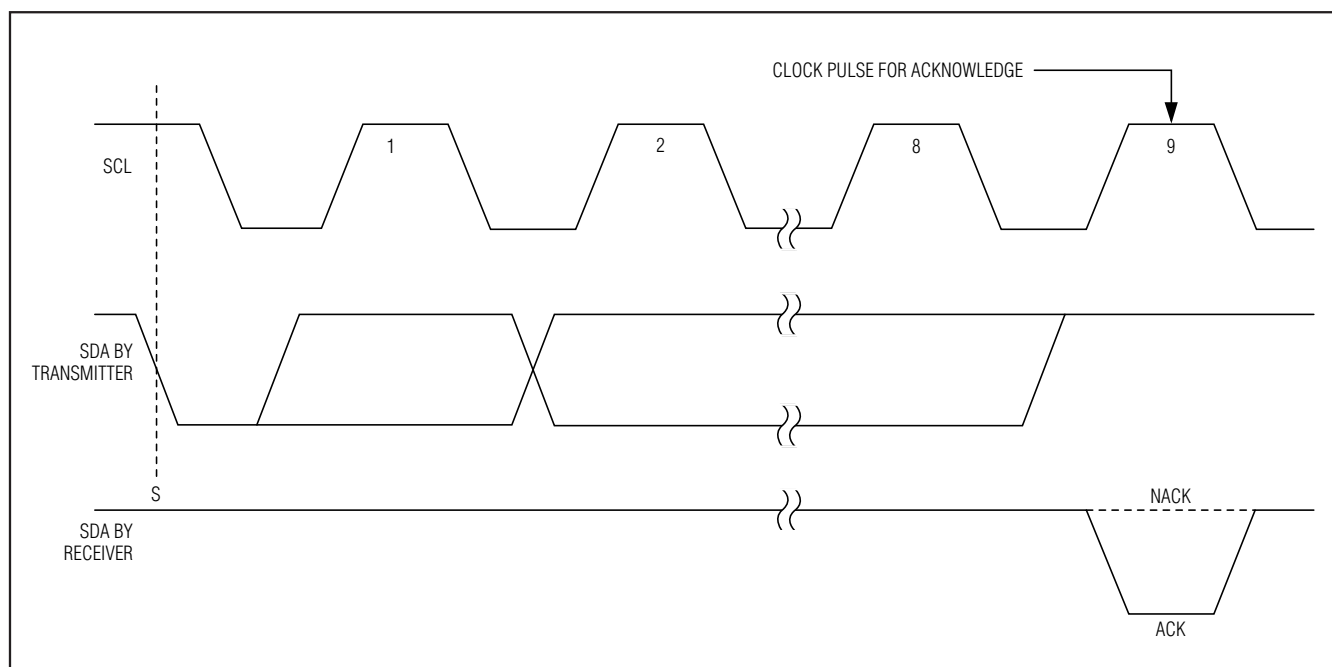 CLOCK PULSE FOR ACKNOWLEDGE
SCL
1
2
8
9
SDA BY
TRANSMITTER
S
SDA BY
RECEIVER
NACK
ACK